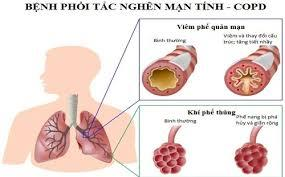 BỆNH PHỔI TẮC NGHẼN MẠN TÍNH - COPD
Viêm phế quản mạn
Bình thường
Viêm và thay đổi cấu
trúc; tăng tiết nhầy
Khí phế thũng
Bình thường
Phế nang bị phá
hủy và giãn rộng